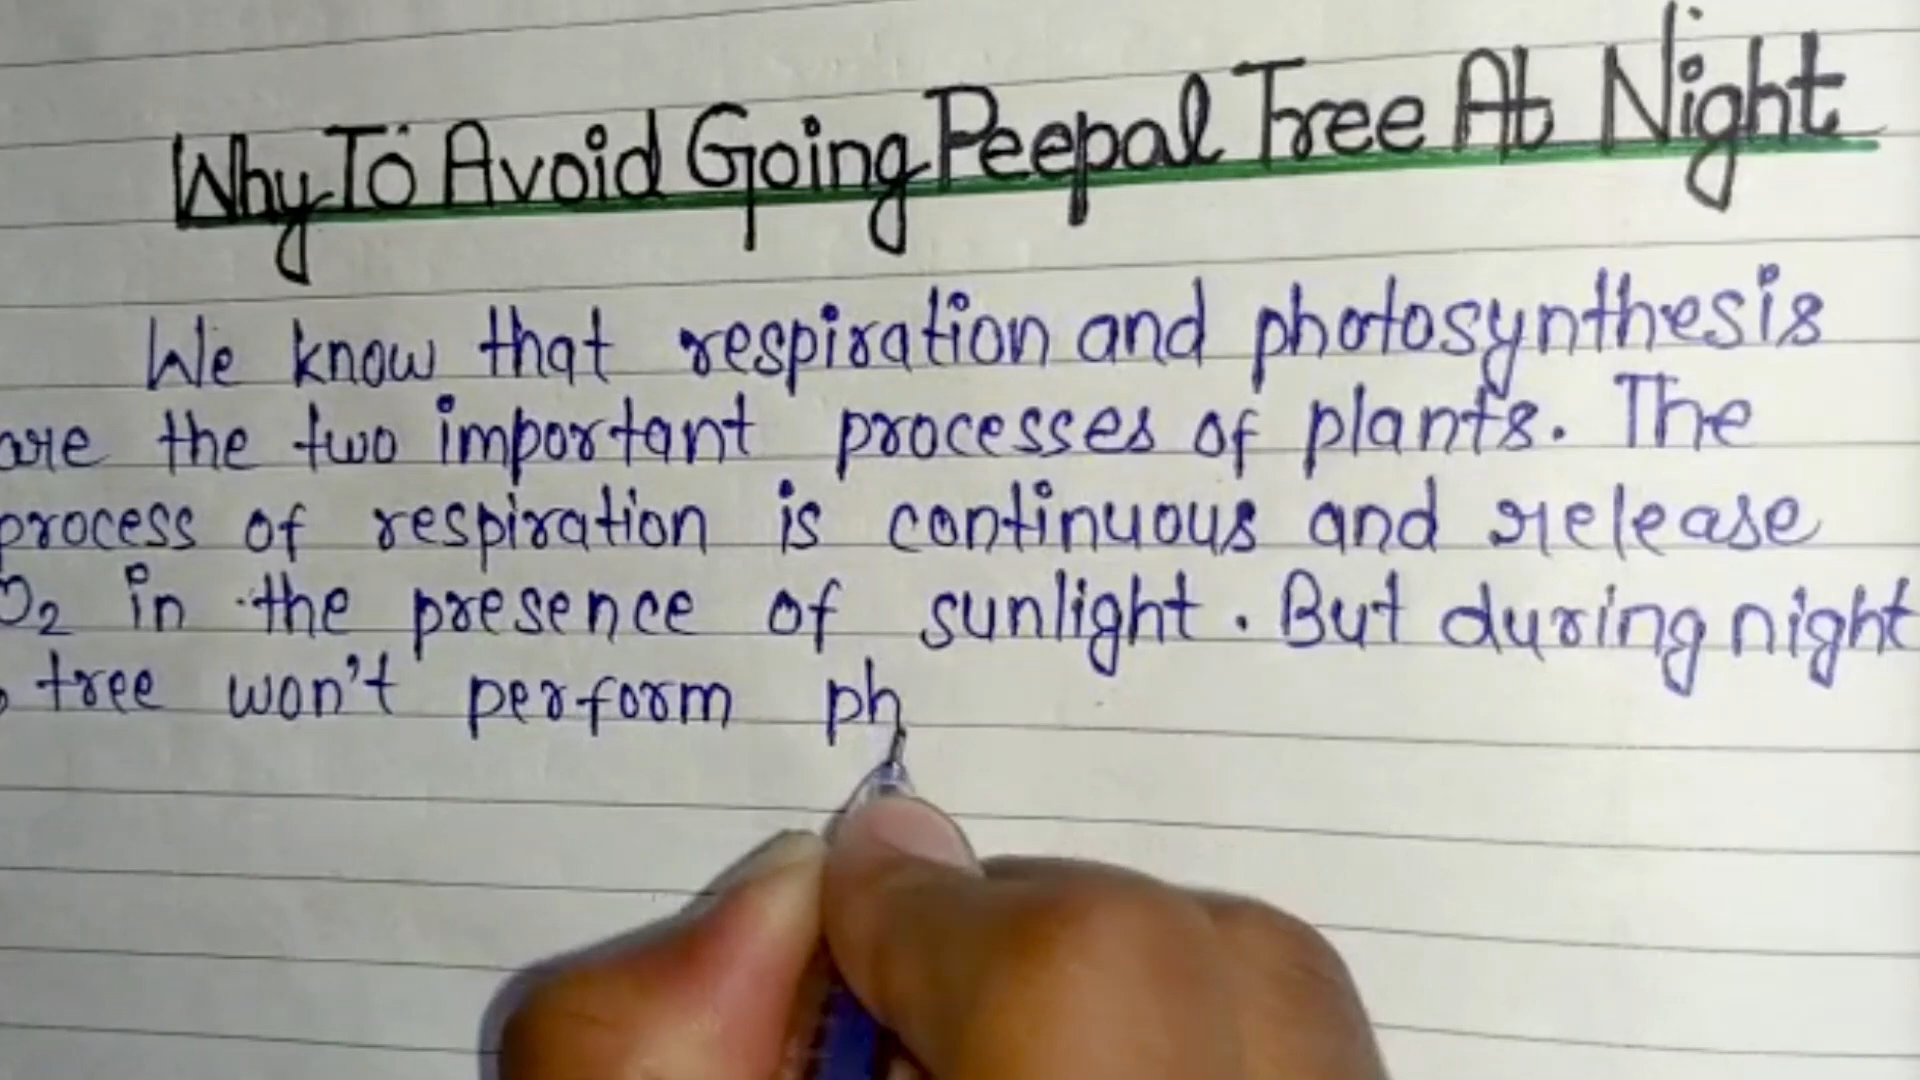 Why To Avoid Going Peepal Tree At Night
We know that respiration and photosynthesis
are the two important processes of plants. The
process of respiration is continuous and release
O2 in the presence of sunlight. But during night
tree won't perform ph